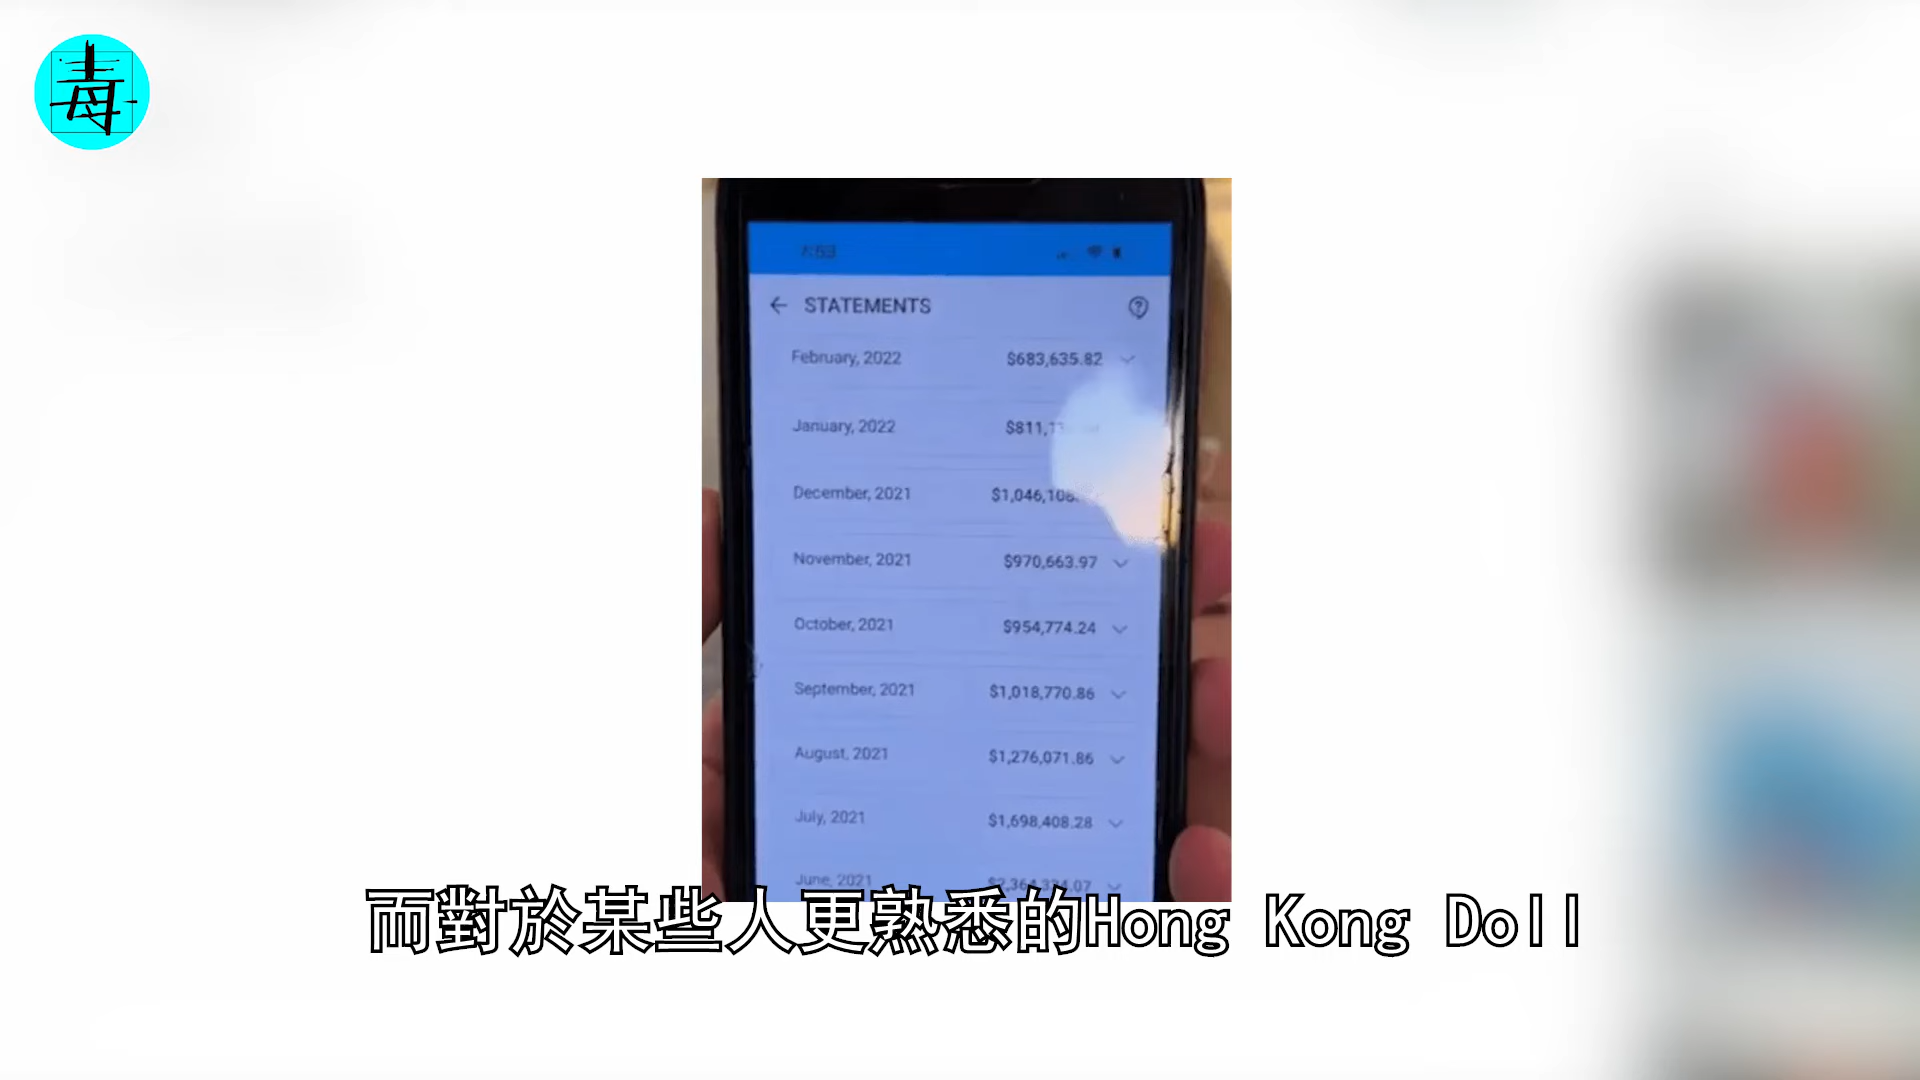 毒
STATEMENTS
February, 2022 $683,635.82
January, 2022
December, 2021
November, 2021 $970,663.97
October, 2021 $954,774.24
September, 2021 $1,018,770.86
August, 2021 $1,276,071.86
July, 2021 $1,698,408.28
June, 2021
而對於某些人更熟悉的Hong Kong Doll